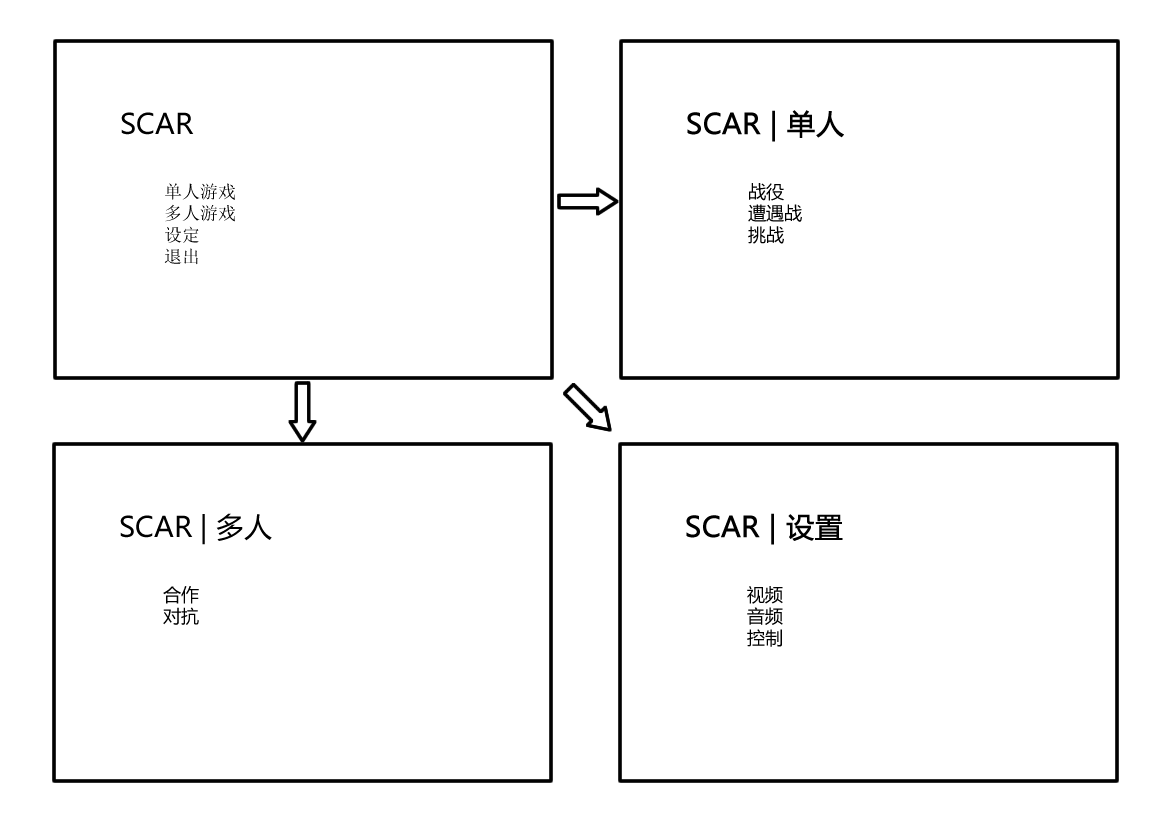 SCAR
单人游戏
多人游戏
设定
退出
SCAR | 单人
战役
遭遇战
挑战
SCAR | 多人
合作
对抗
SCAR | 设置
视频
音频
控制